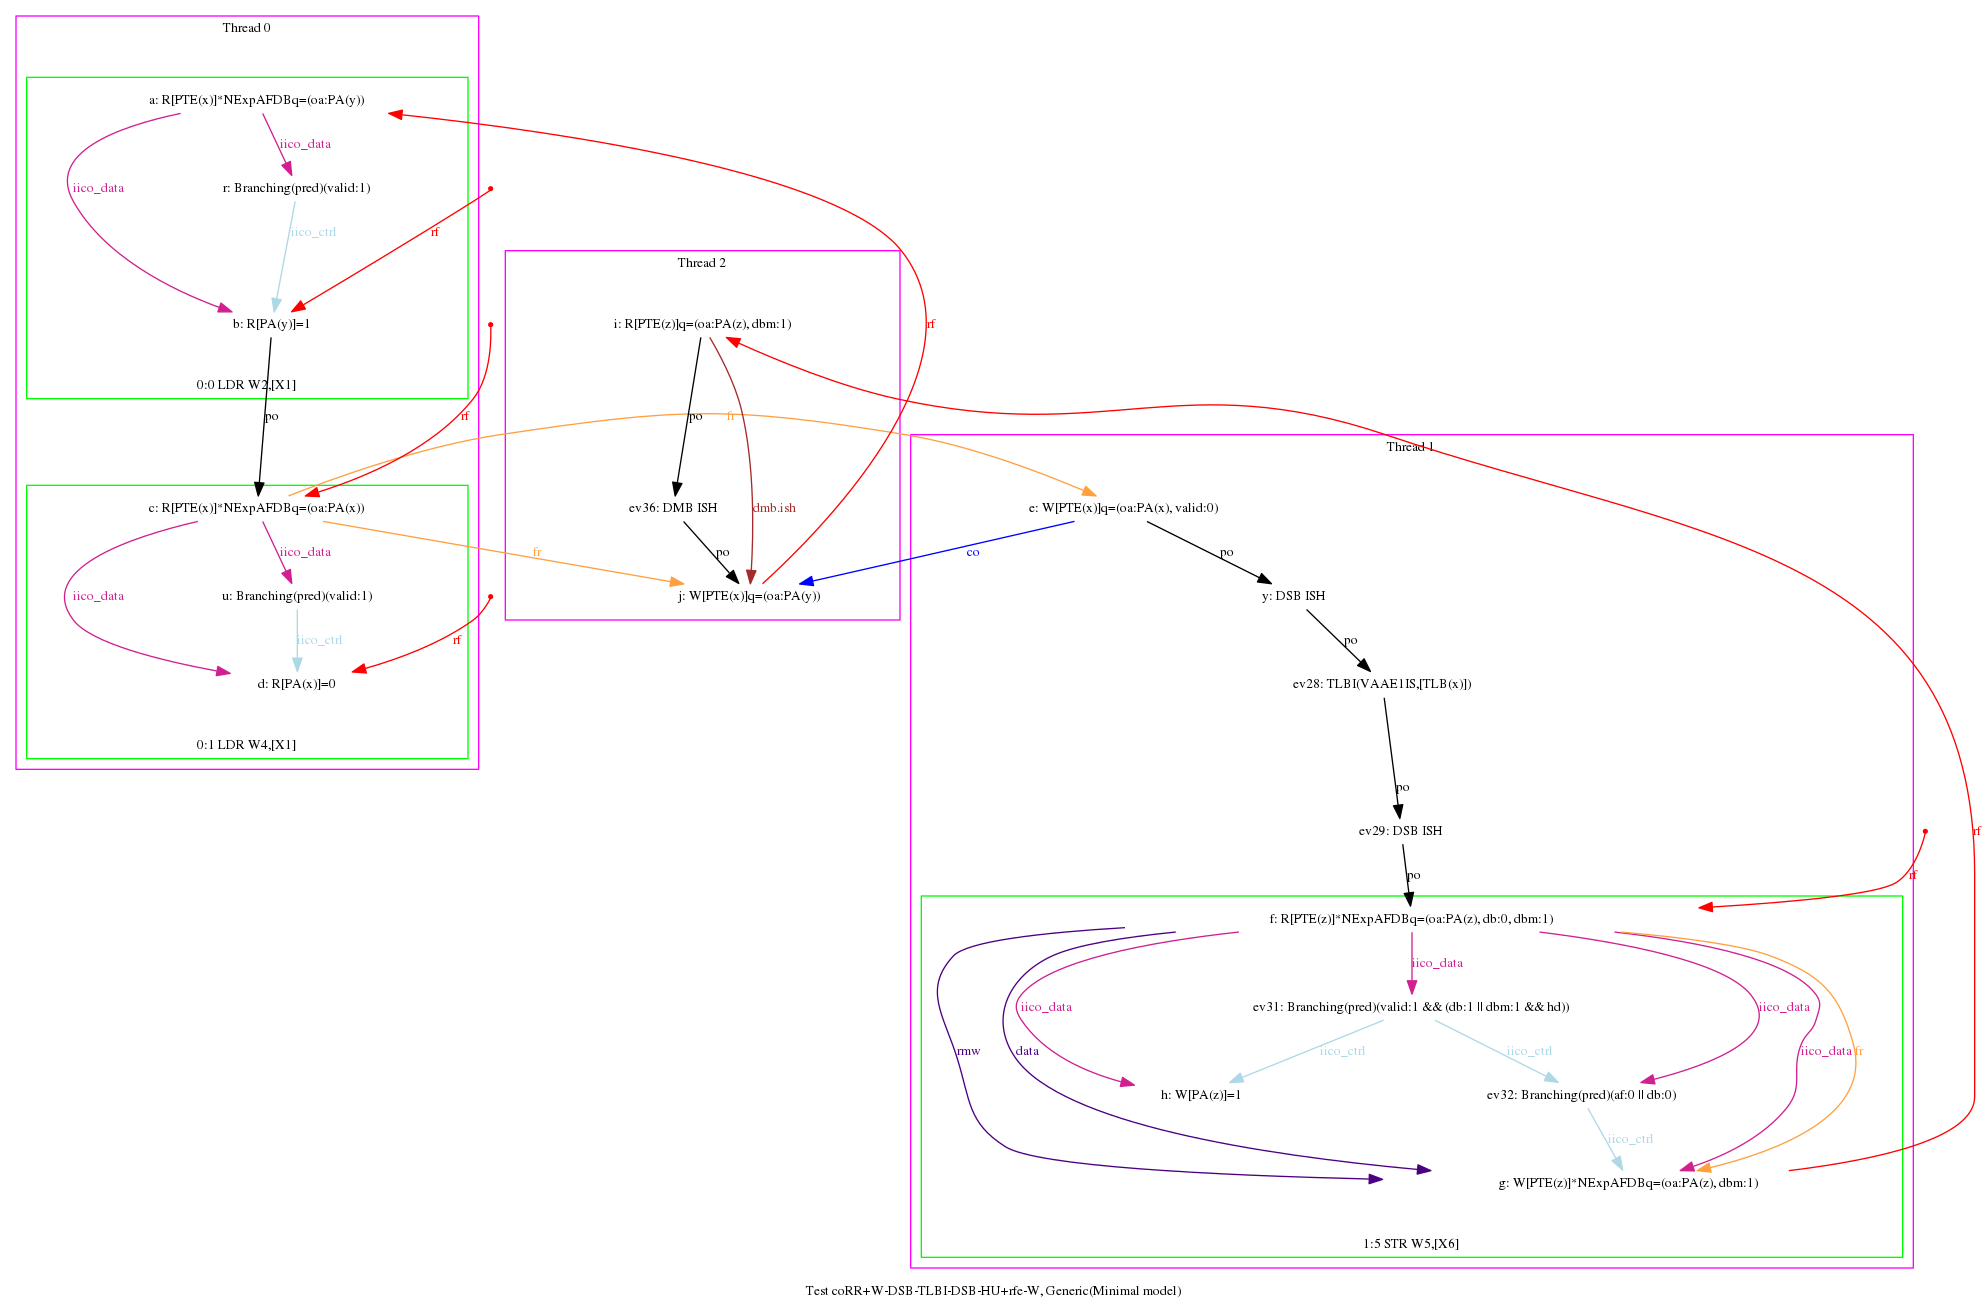 Thread 0
a: R[PTE(x)]*NExpAFDBq=(oa:PA(y))
iico_data
iico_data
r: Branching(pred)(valid:1)
iico_ctrl
rf
b: R[PA(y)]=1
0:0 LDR W2,[X1]
po
rf
c: R[PTE(x)]*NExpAFDBq=(oa:PA(x))
iico_data
iico_data
u: Branching(pred)(valid:1)
iico_ctrl
rf
d: R[PA(x)]=0
0:1 LDR W4,[X1]
Thread 2
i: R[PTE(z)]q=(oa:PA(z), dbm:1)
rf
po
fr
ev36: DMB ISH
dmb.ish
fr
po
j: W[PTE(x)]q=(oa:PA(y))
Thread 1
e: W[PTE(x)]q=(oa:PA(x), valid:0)
co
po
y: DSB ISH
po
ev28: TLBI(VAAE1IS,[TLB(x)])
po
ev29: DSB ISH
rf
po
rf
f: R[PTE(z)]*NExpAFDBq=(oa:PA(z), db:0, dbm:1)
iico_data
iico_data
ev31: Branching(pred)(valid:1 && (db:1 || dbm:1 && hd))
iico_data
rmw
data
iico_ctrl
iico_ctrl
iico_data
fr
h: W[PA(z)]=1
ev32: Branching(pred)(af:0 || db:0)
iico_ctrl
g: W[PTE(z)]*NExpAFDBq=(oa:PA(z), dbm:1)
1:5 STR W5,[X6]
Test coRR+W-DSB-TLBI-DSB-HU+rfe-W, Generic(Minimal model)